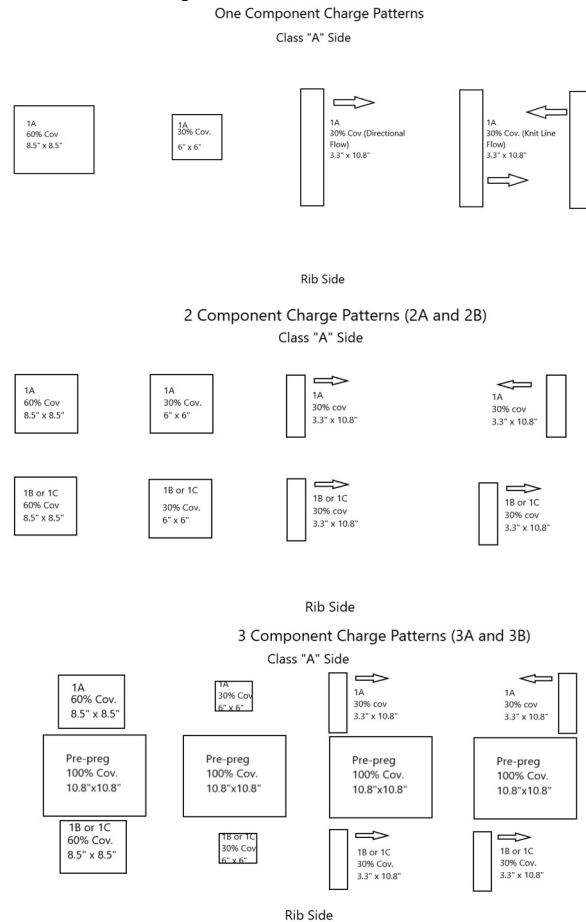 One Component Charge Patterns
Class "A" Side
1A
60% Cov
8.5" x 8.5"
1A
30% Cov.
6" x 6"
1A
30% Cov (Directional
Flow)
3.3" x 10.8"
1A
30% Cov. (Knit Line
Flow)
3.3" x 10.8"
Rib Side
2 Component Charge Patterns (2A and 2B)
Class "A" Side
1A
60% Cov
8.5" x 8.5"
1A
30% Cov.
6" x 6"
1A
30% cov
3.3" x 10.8"
1A
30% cov
3.3" x 10.8"
1B or 1C
60% Cov
8.5" x 8.5"
1B or 1C
30% Cov.
6" x 6"
1B or 1C
30% cov
3.3" x 10.8"
1B or 1C
30% cov
3.3" x 10.8"
Rib Side
3 Component Charge Patterns (3A and 3B)
Class "A" Side
1A
60% Cov.
8.5" x 8.5"
1A
30% Cov
6" x 6"
1A
30% cov
3.3" x 10.8"
1A
30% cov
3.3" x 10.8"
Pre-preg
100% Cov.
10.8"x10.8"
Pre-preg
100% Cov.
10.8"x10.8"
Pre-preg
100% Cov.
10.8"x10.8"
Pre-preg
100% Cov.
10.8"x10.8"
1B or 1C
60% Cov.
8.5" x 8.5"
1B or 1C
30% Cov
6" x 6"
1B or 1C
30% Cov.
3.3" x 10.8"
1B or 1C
30% Cov.
3.3" x 10.8"
Rib Side